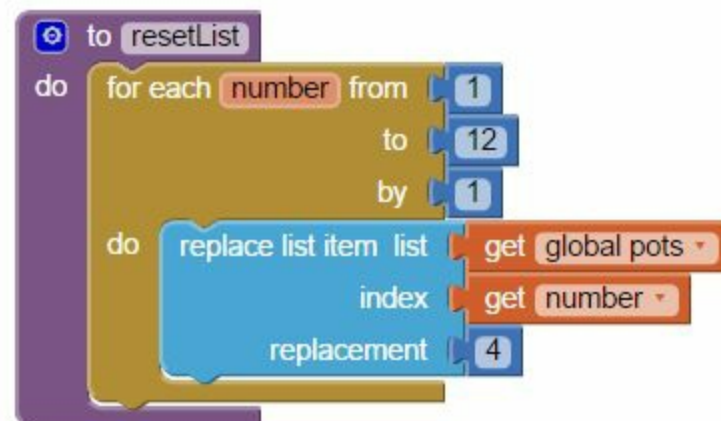 to resetList
do for each number from 1
to 12
by 1
do replace list item list get global pots
index get number
replacement 4